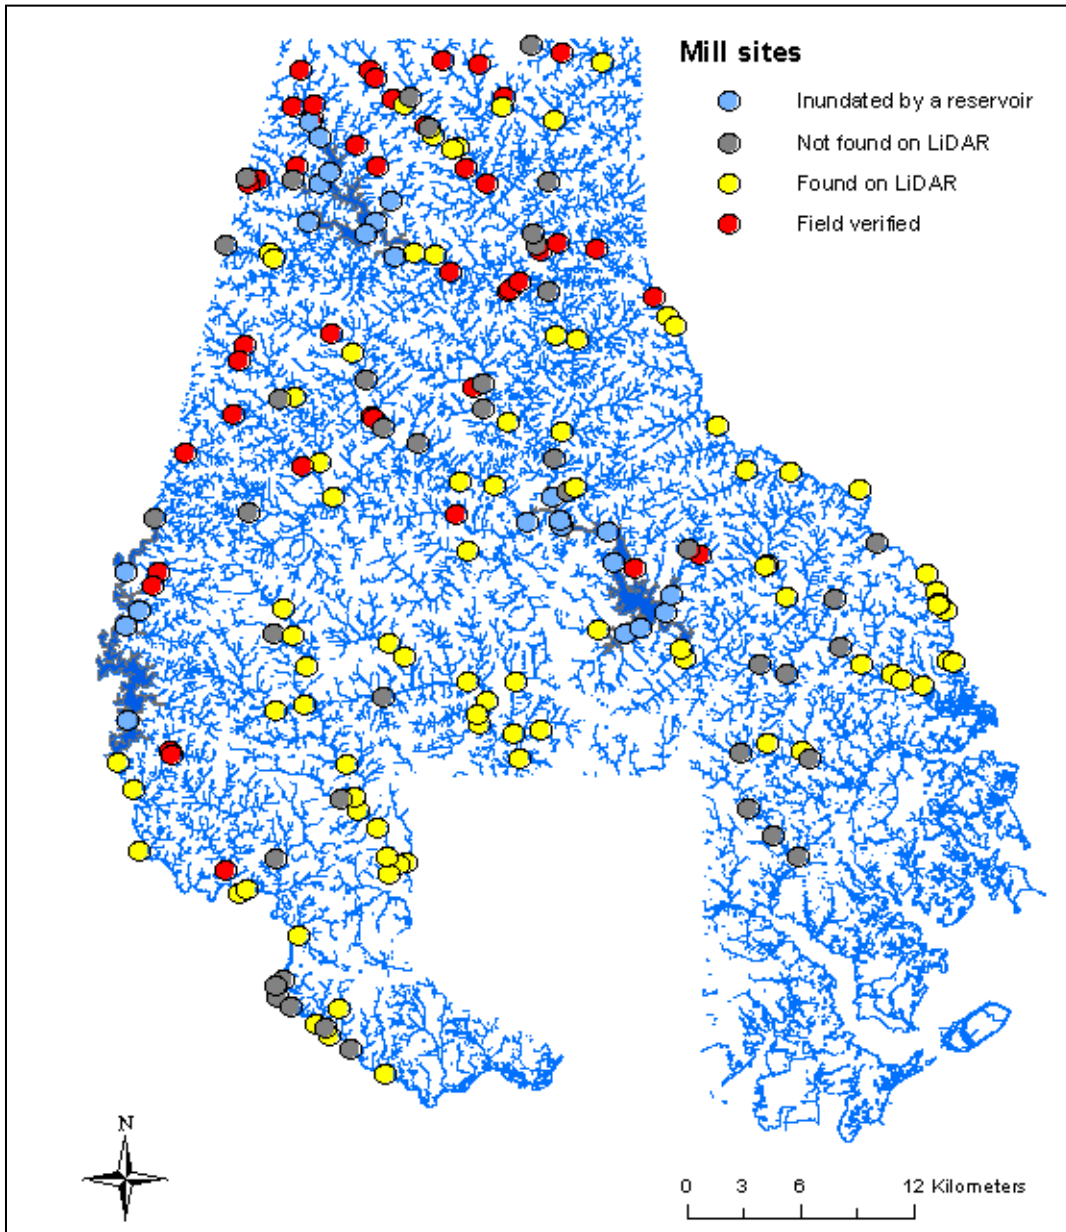 Mill sites
Inundated by a reservoir
Not found on LiDAR
Found on LiDAR
Field verified
N
0 3 6 12 Kilometers